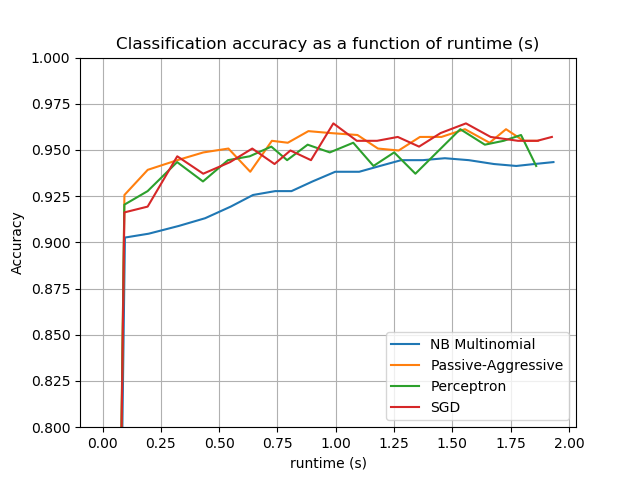 Classification accuracy as a function of runtime (s)
1.000
0.975
0.950
0.925
0.900
0.875
0.850
0.825
0.800
Accuracy
NB Multinomial
Passive-Aggressive
Perceptron
SGD
0.00 0.25 0.50 0.75 1.00 1.25 1.50 1.75 2.00
runtime (s)